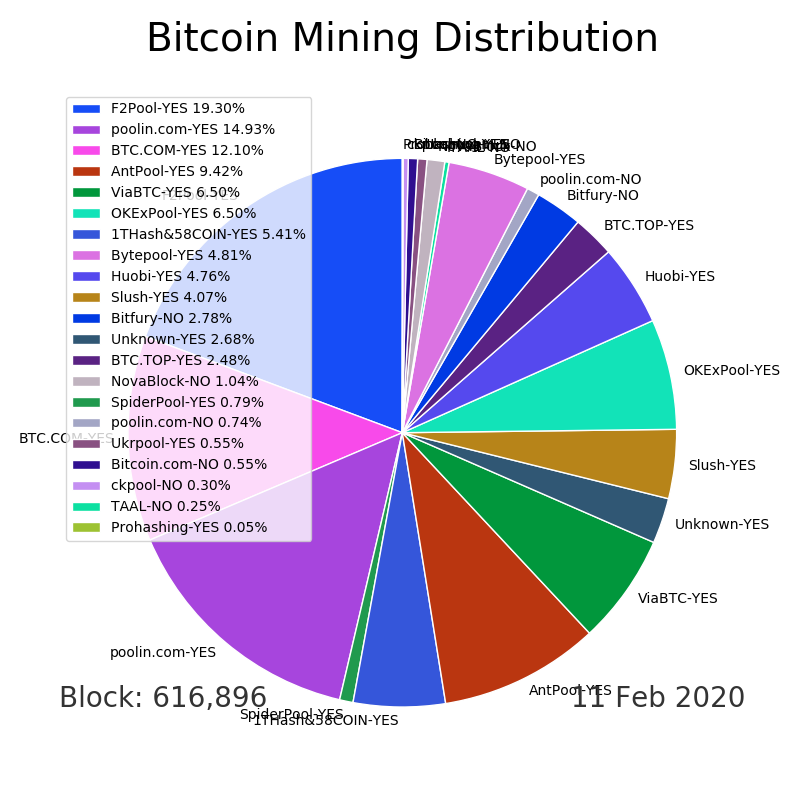 Bitcoin Mining Distribution
F2Pool-YES 19.30%
poolin.com-YES 14.93%
BTC.COM-YES 12.10%
AntPool-YES 9.42%
ViaBTC-YES 6.50%
OKExPool-YES 6.50%
1THash&58COIN-YES 5.41%
Bytepool-YES 4.81%
Huobi-YES 4.76%
Slush-YES 4.07%
Bitfury-NO 2.78%
Unknown-YES 2.68%
BTC.TOP-YES 2.48%
NovaBlock-NO 1.04%
SpiderPool-YES 0.79%
poolin.com-NO 0.74%
Ukrpool-YES 0.55%
Bitcoin.com-NO 0.55%
ckpool-NO 0.30%
TAAL-NO 0.25%
Prohashing-YES 0.05%
Bytepool-YES
poolin.com-NO
Bitfury-NO
BTC.TOP-YES
Huobi-YES
OKExPool-YES
BTC.COM-YES
Slush-YES
Unknown-YES
ViaBTC-YES
poolin.com-YES
AntPool-YES
SpiderPool-YES
1THash&58COIN-YES
Block: 616,896
11 Feb 2020